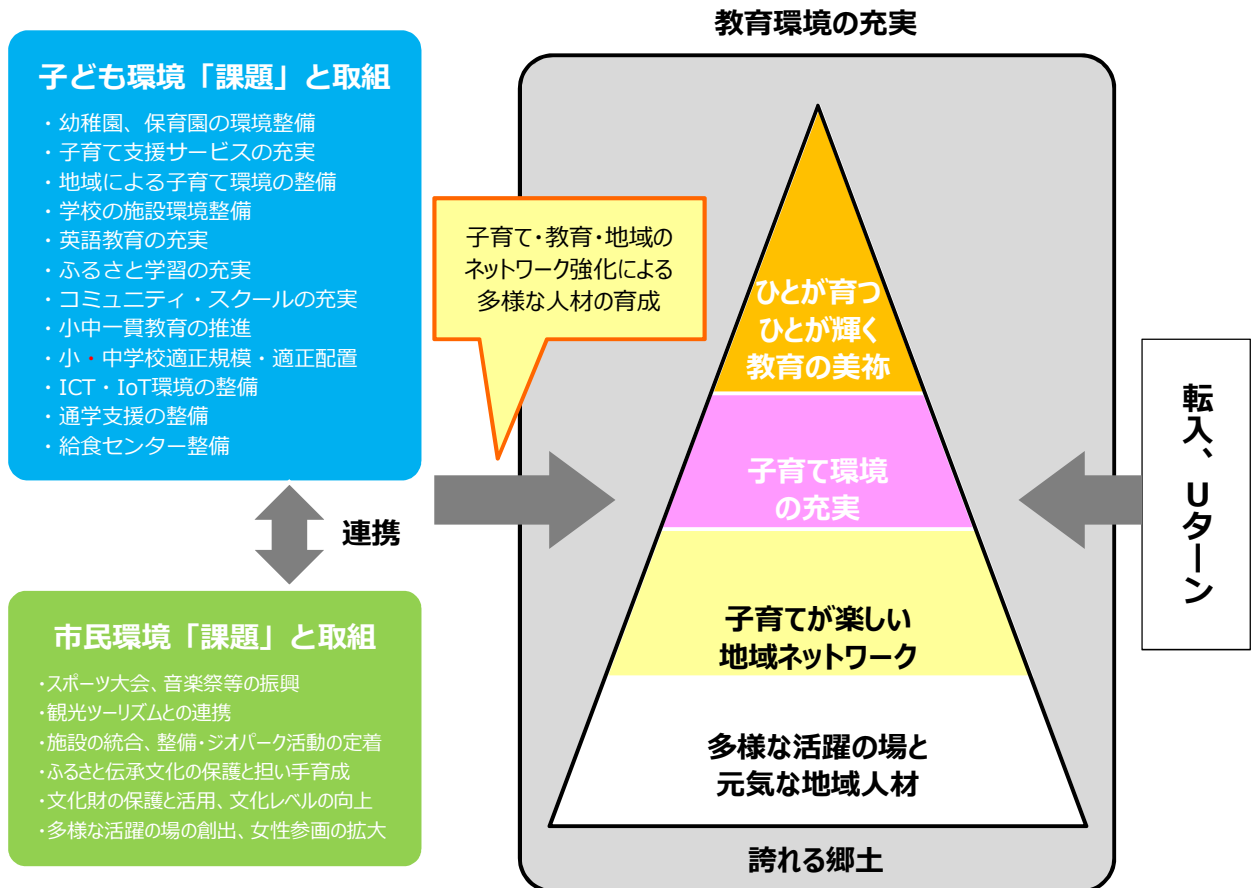 教育環境の充実
子ども環境「課題」と取組
・幼稚園、保育園の環境整備
・子育て支援サービスの充実
・地域による子育て環境の整備
・学校の施設環境整備
・英語教育の充実
・ふるさと学習の充実
・コミュニティ・スクールの充実
・小中一貫教育の推進
・小・中学校適正規模・適正配置
・ICT・IoT環境の整備
・通学支援の整備
・給食センター整備
連携
市民環境「課題」と取組
・スポーツ大会、音楽祭等の振興
・観光ツーリズムとの連携
・施設の統合、整備・ジオパーク活動の定着
・ふるさと伝承文化の保護と担い手育成
・文化財の保護と活用、文化レベルの向上
・多様な活躍の場の創出、女性参画の拡大
子育て・教育・地域の
ネットワーク強化による
多様な人材の育成
ひとが育つ
ひとが輝く
教育の美祢
子育て環境
の充実
子育てが楽しい
地域ネットワーク
多様な活躍の場と
元気な地域人材
誇れる郷土
転入、Uターン